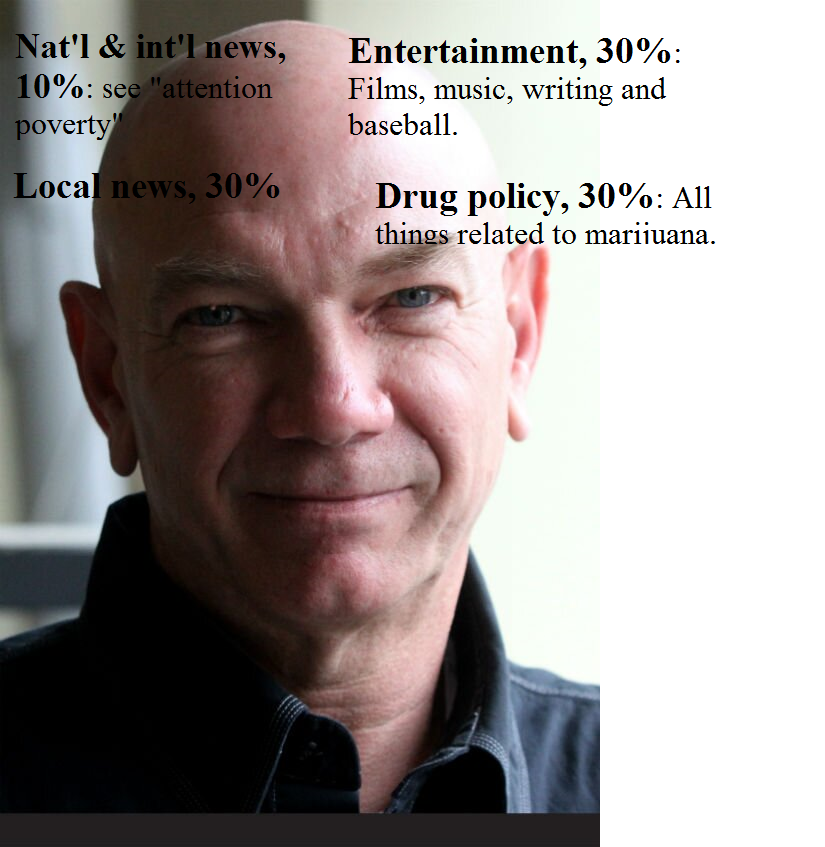 Nat'l & int'l news,
10%: see "attention
poverty"
Entertainment, 30%:
Films, music, writing and
baseball.
Local news, 30%
Drug policy, 30%: All
things related to marijuana.